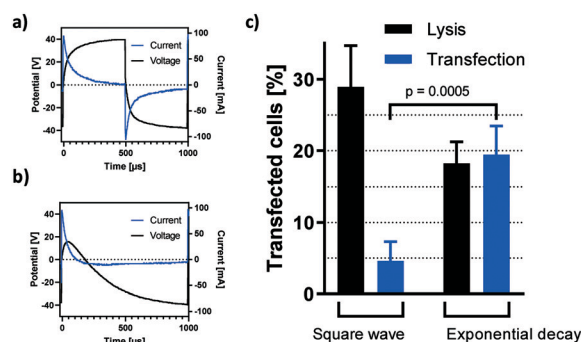 a)
Potential [V]
40
20
0
-20
-40
Current
Voltage
100
50
0
-50
-100
Current [mA]
0
500
1000
Time [µs]
b)
Potential [V]
40
20
0
-20
-40
Current
Voltage
100
50
0
-50
-100
Current [mA]
0
500
1000
Time [µs]
c)
Lysis
Transfection
Transfected cells [%]
30
20
10
0
p = 0.0005
Square wave
Exponential decay